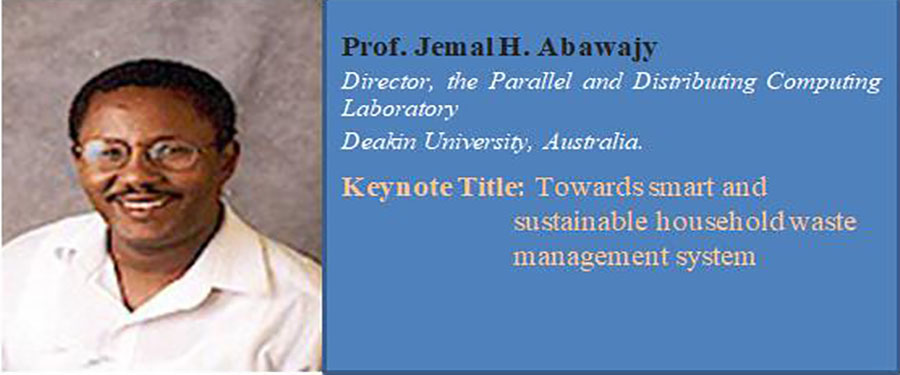 Prof. Jemal H. Abawajy
Director, the Parallel and Distributing Computing
Laboratory
Deakin University, Australia.
Keynote Title: Towards smart and
sustainable household waste
management system